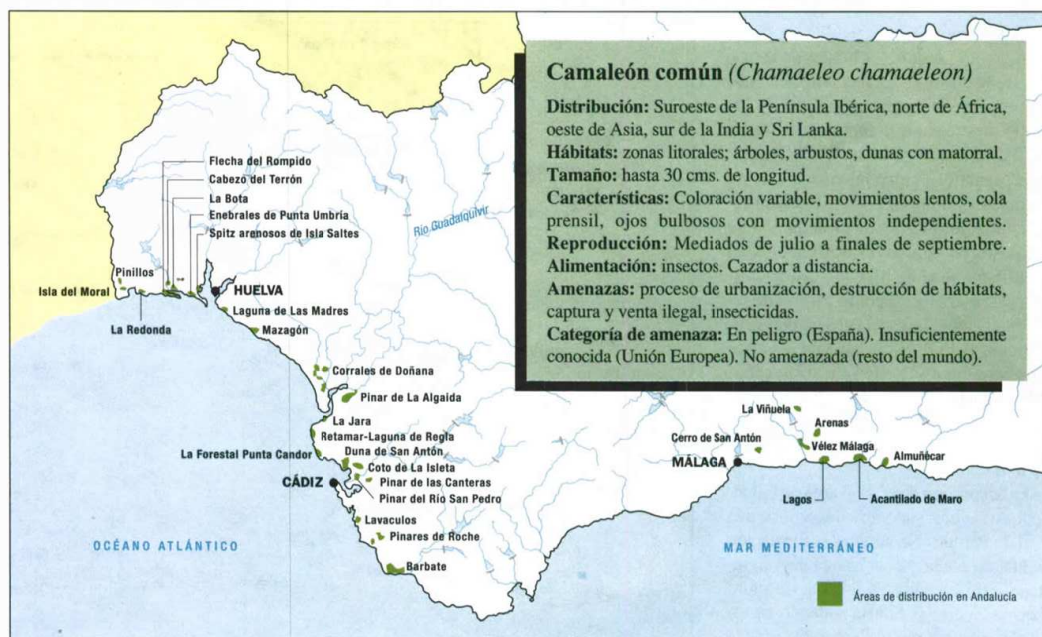 Camaleón común (Chamaeleo chamaeleon)
Distribución: Suroeste de la Península Ibérica, norte de África,
oeste de Asia, sur de la India y Sri Lanka.
Hábitats: zonas litorales; árboles, arbustos, dunas con matorral.
Tamaño: hasta 30 cms. de longitud.
Características: Coloración variable, movimientos lentos, cola
prensil, ojos bulbosos con movimientos independientes.
Reproducción: Mediados de julio a finales de septiembre.
Alimentación: insectos. Cazador a distancia.
Amenazas: proceso de urbanización, destrucción de hábitats,
captura y venta ilegal, insecticidas.
Categoría de amenaza: En peligro (España). Insuficientemente
conocida (Unión Europea). No amenazada (resto del mundo).
Flecha del Rompido
Cabezo del Terrón
La Bota
Enebrales de Punta Umbría
Spitz arenosos de Isla Saltes
Río Guadalquivir
Pinillos
Isla del Moral
HUELVA
La Redonda
Laguna de Las Madres
Mazagón
Corrales de Doñana
Pinar de La Algaida
La Jara
Retamar-Laguna de Regla
La Forestal Punta Candor
Duna de San Antón
Coto de La Isleta
CÁDIZ
Pinar de las Canteras
Pinar del Río San Pedro
Lavaculos
Pinares de Roche
Barbate
OCÉANO ATLÁNTICO
La Viñuela
Arenas
Cerro de San Antón
Vélez Málaga
MÁLAGA
Almuñécar
Lagos
Acantilado de Maro
MAR MEDITERRÁNEO
Áreas de distribución en Andalucía